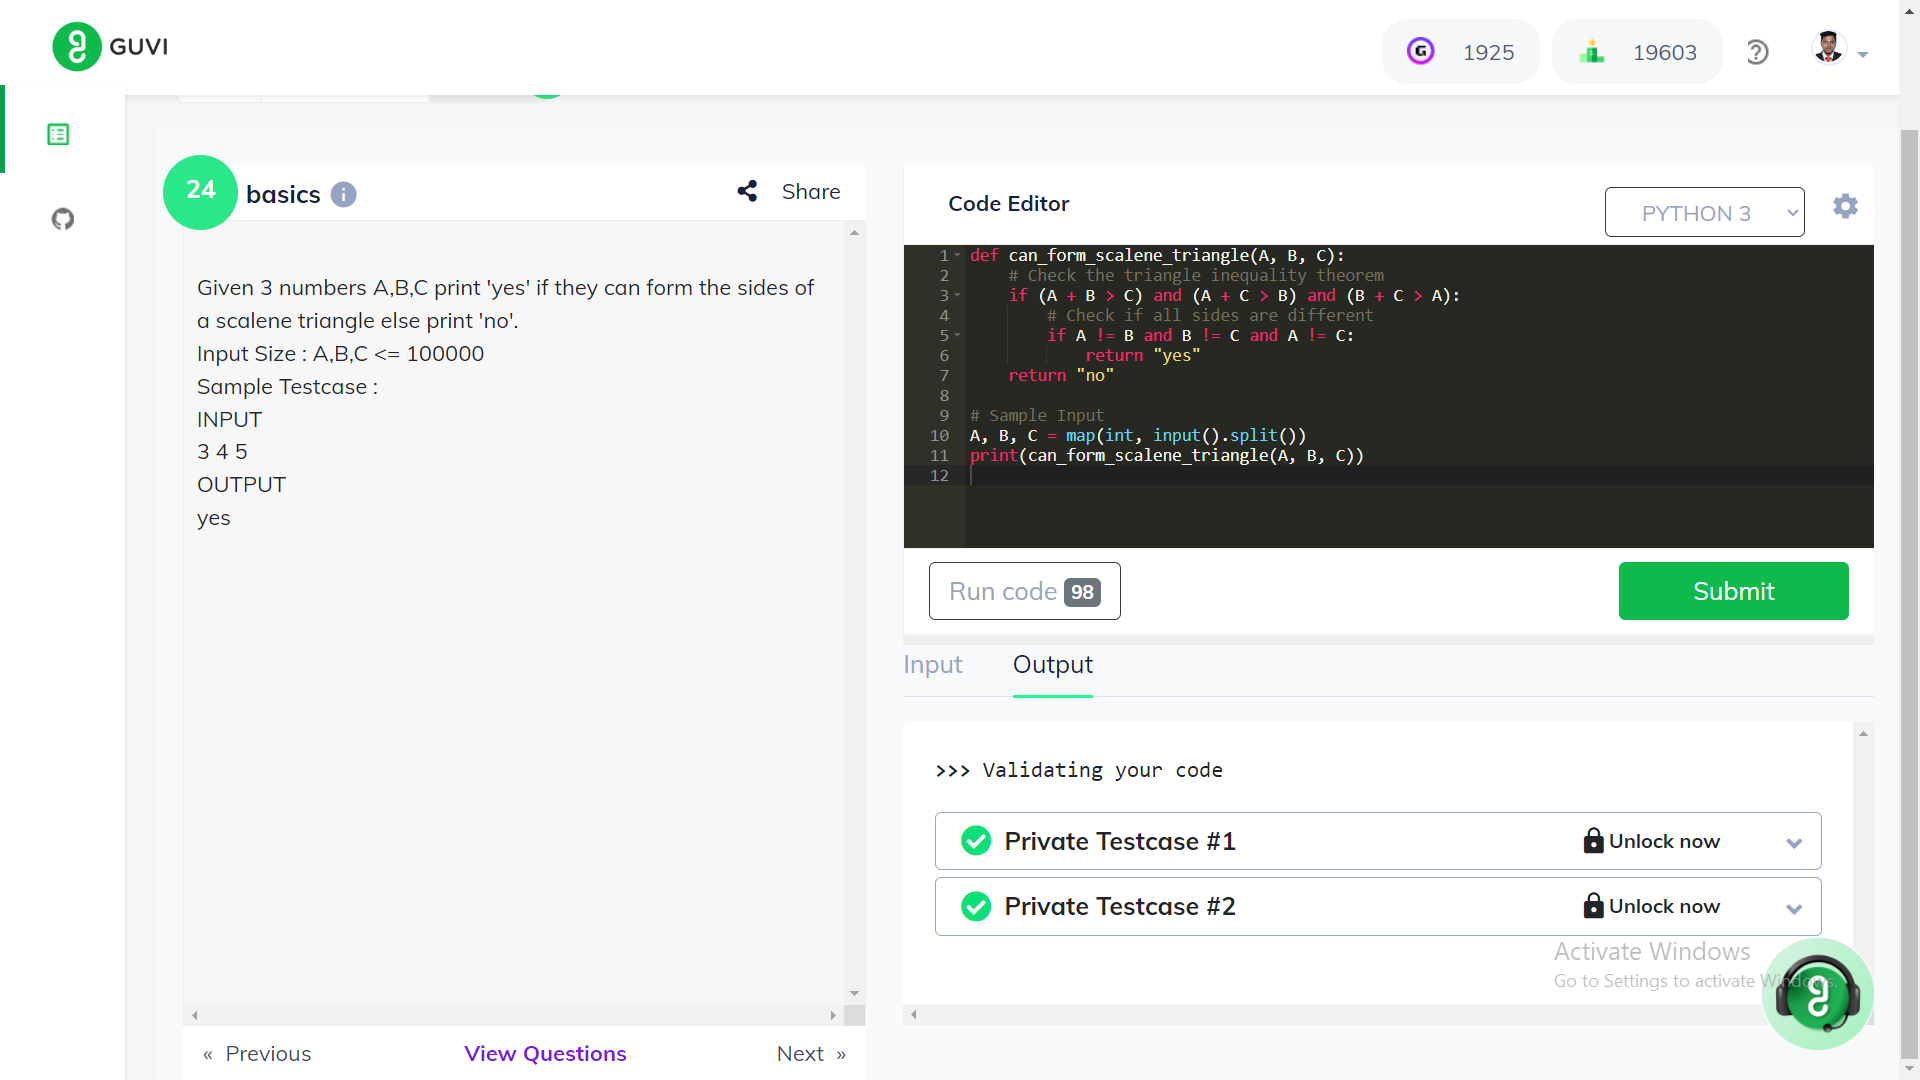 GUVI
1925
19603
24
basics
Share
Given 3 numbers A,B,C print 'yes' if they can form the sides of
a scalene triangle else print 'no'.
Input Size : A,B,C <= 100000
Sample Testcase :
INPUT
3 4 5
OUTPUT
yes
« Previous
View Questions
Next »
Code Editor
PYTHON 3
1 def can_form_scalene_triangle(A, B, C):
2     # Check the triangle inequality theorem
3     if (A + B > C) and (A + C > B) and (B + C > A):
4         # Check if all sides are different
5         if A != B and B != C and A != C:
6             return "yes"
7     return "no"
8
9 # Sample Input
10 A, B, C = map(int, input().split())
11 print(can_form_scalene_triangle(A, B, C))
12
Run code 98
Submit
Input
Output
>>> Validating your code
Private Testcase #1
Unlock now
Private Testcase #2
Unlock now
Activate Windows
Go to Settings to activate Windows.